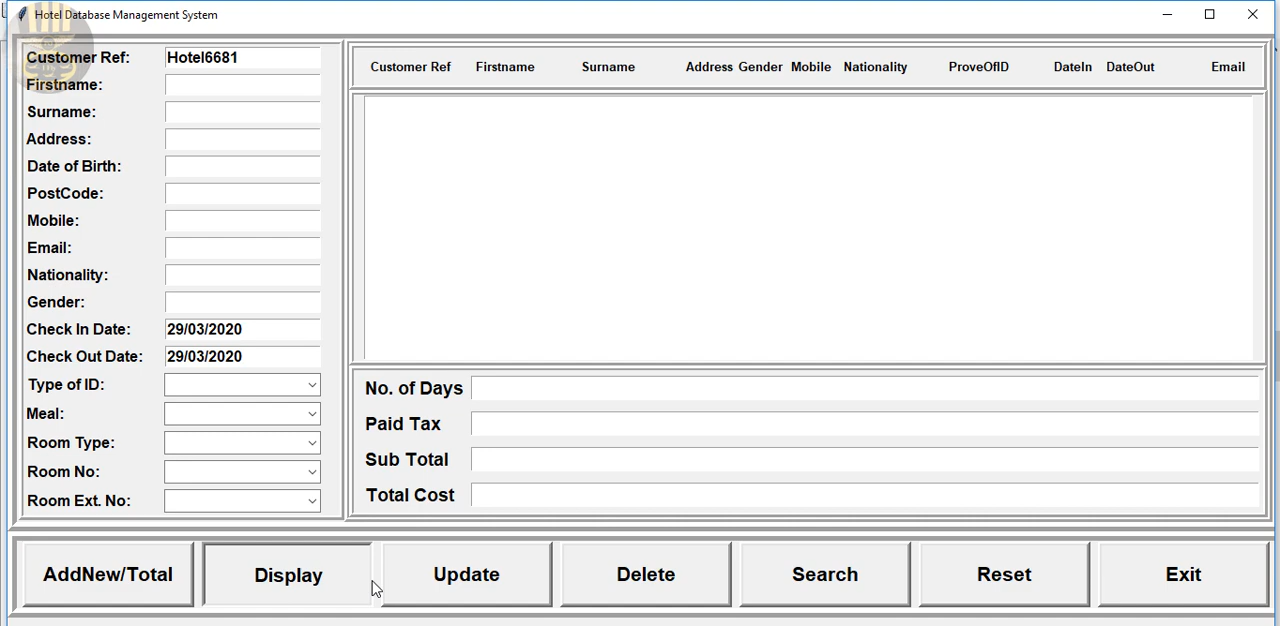 Hotel Database Management System
Customer Ref: Hotel6681
Firstname:
Surname:
Address:
Date of Birth:
PostCode:
Mobile:
Email:
Nationality:
Gender:
Check In Date: 29/03/2020
Check Out Date: 29/03/2020
Type of ID:
Meal:
Room Type:
Room No:
Room Ext. No:
Customer Ref Firstname Surname Address Gender Mobile Nationality ProveOfID DateIn DateOut Email
No. of Days
Paid Tax
Sub Total
Total Cost
AddNew/Total Display Update Delete Search Reset Exit